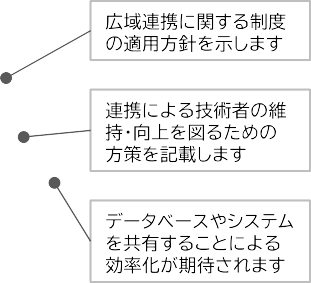 広域連携に関する制度
の適用方針を示します
連携による技術者の維
持・向上を図るための
方策を記載します
データベースやシステム
を共有することによる
効率化が期待されます